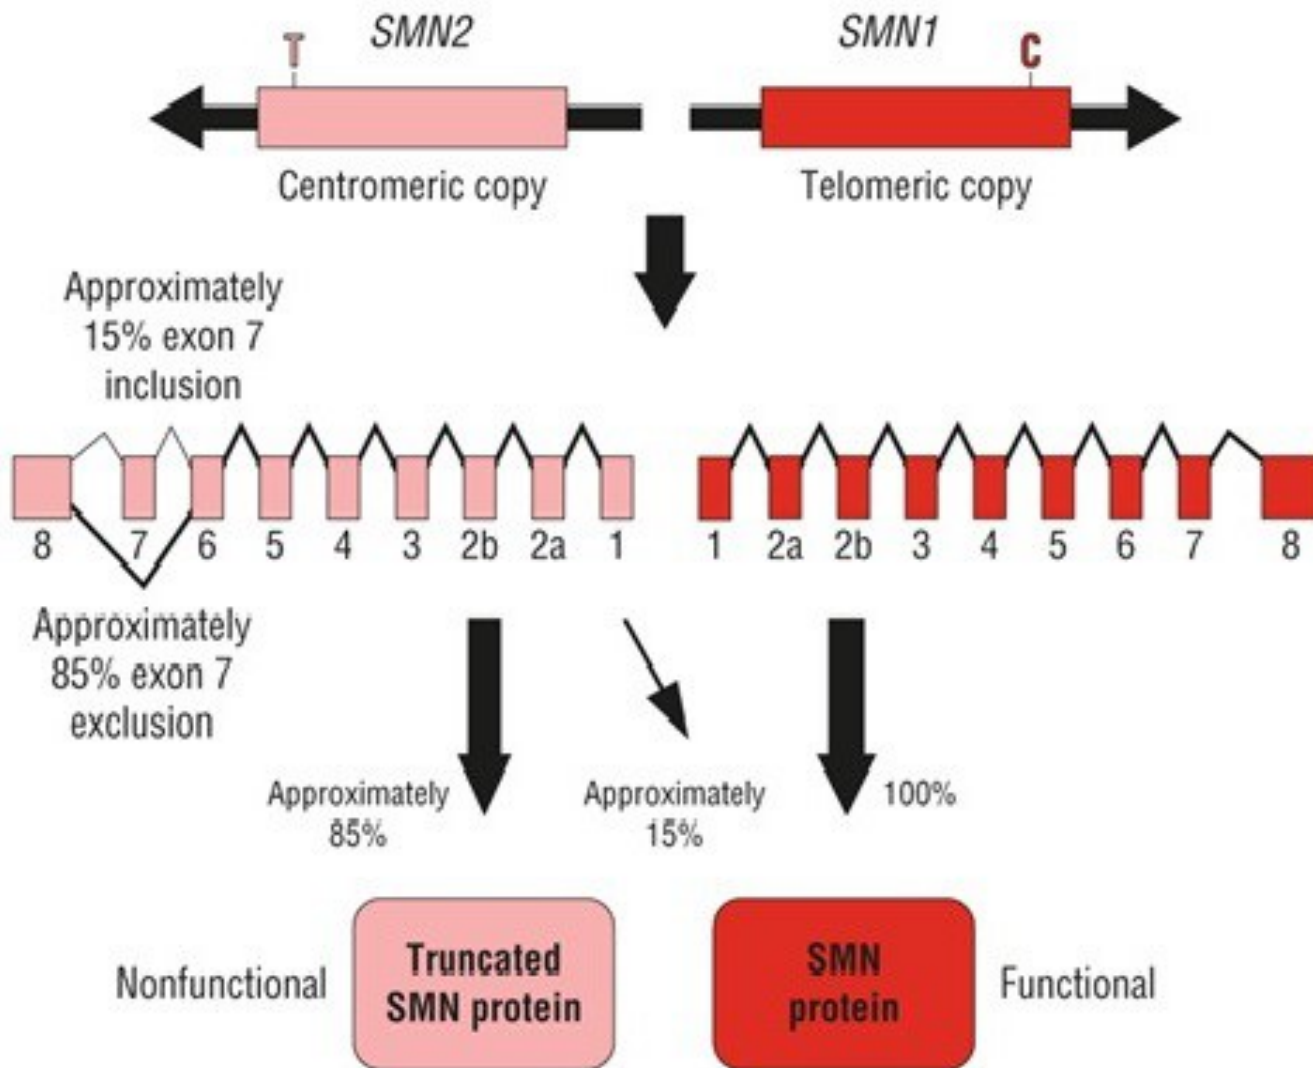 SMN2
SMN1
T
C
Centromeric copy
Telomeric copy
Approximately
15% exon 7
inclusion
8 7 6 5 4 3 2b 2a 1
1 2a 2b 3 4 5 6 7 8
Approximately
85% exon 7
exclusion
Approximately
85%
Approximately
15%
100%
Nonfunctional
Truncated
SMN protein
SMN
protein
Functional